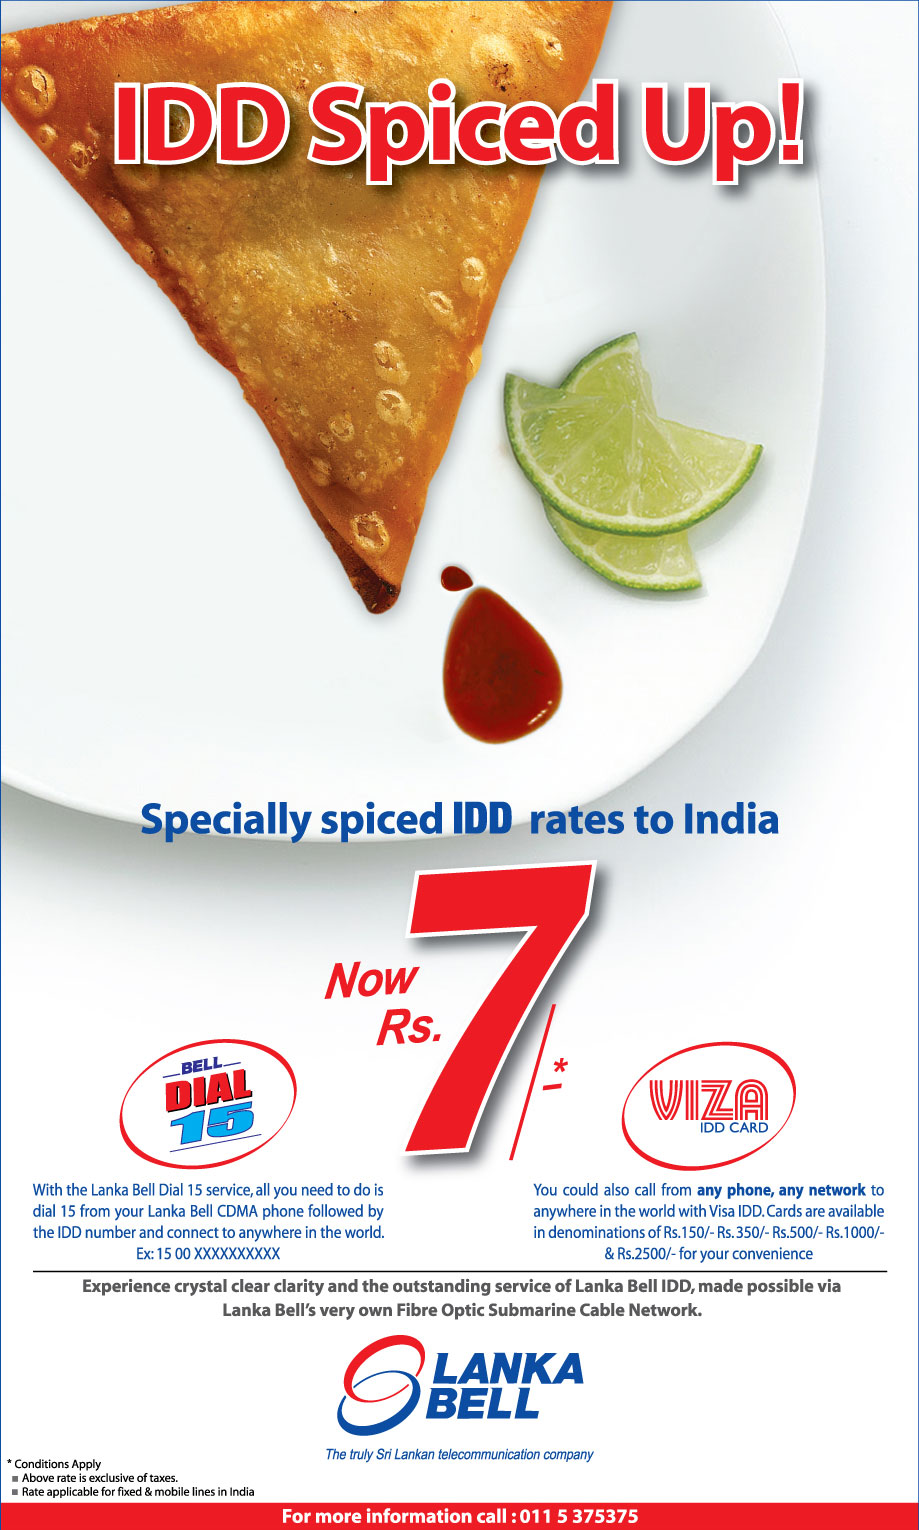 IDD Spiced Up!
Specially spiced IDD rates to India
Now
Rs. 7/-*
BELL
DIAL
15
VIZA
IDD CARD
With the Lanka Bell Dial 15 service, all you need to do is
dial 15 from your Lanka Bell CDMA phone followed by
the IDD number and connect to anywhere in the world.
Ex: 15 00 XXXXXXXXXX
You could also call from any phone, any network to
anywhere in the world with Visa IDD. Cards are available
in denominations of Rs.150/- Rs. 350/- Rs.500/- Rs.1000/-
& Rs.2500/- for your convenience
Experience crystal clear clarity and the outstanding service of Lanka Bell IDD, made possible via
Lanka Bell's very own Fibre Optic Submarine Cable Network.
LANKA
BELL
The truly Sri Lankan telecommunication company
* Conditions Apply
■ Above rate is exclusive of taxes.
■ Rate applicable for fixed & mobile lines in India
For more information call : 011 5 375375